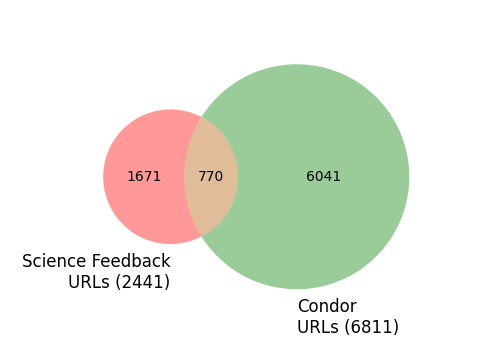 1671
770
6041
Science Feedback
URLs (2441)
Condor
URLs (6811)